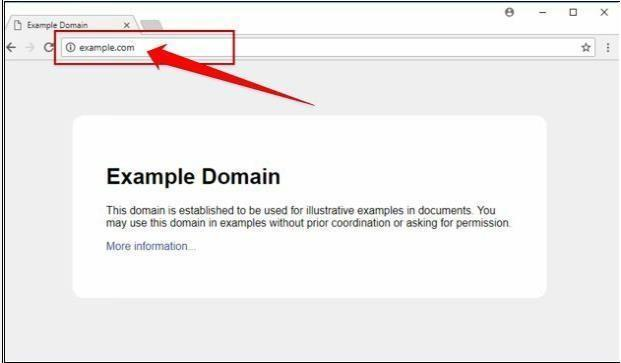 Example Domain
example.com
Example Domain
This domain is established to be used for illustrative examples in documents. You
may use this domain in examples without prior coordination or asking for permission.
More information...